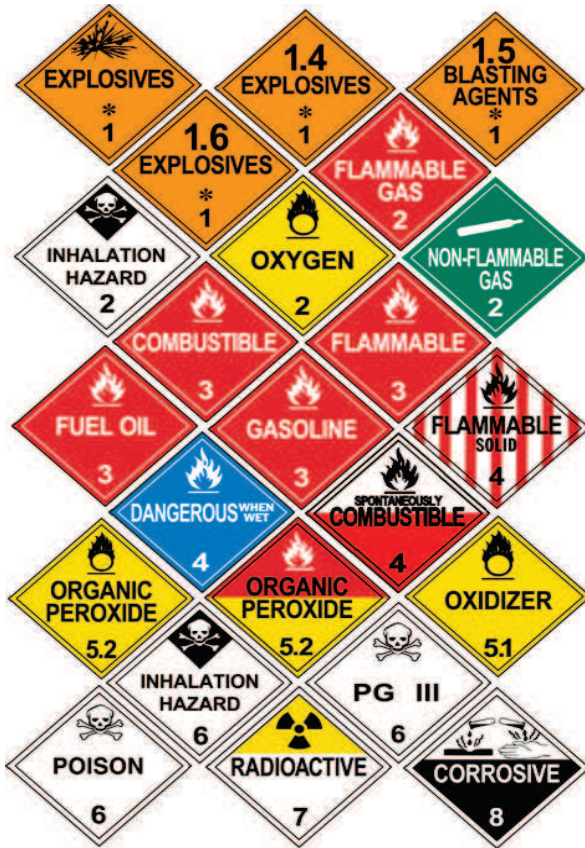 EXPLOSIVES
*
1
1.4
EXPLOSIVES
*
1
1.5
BLASTING
AGENTS
*
1
1.6
EXPLOSIVES
*
1
FLAMMABLE
GAS
2
INHALATION
HAZARD
2
OXYGEN
2
NON-FLAMMABLE
GAS
2
COMBUSTIBLE
3
FLAMMABLE
3
FUEL OIL
3
GASOLINE
3
FLAMMABLE
SOLID
4
DANGEROUS WHEN
WET
4
SPONTANEOUSLY
COMBUSTIBLE
4
ORGANIC
PEROXIDE
5.2
ORGANIC
PEROXIDE
5.2
OXIDIZER
5.1
INHALATION
HAZARD
6
PG III
6
POISON
6
RADIOACTIVE
7
CORROSIVE
8